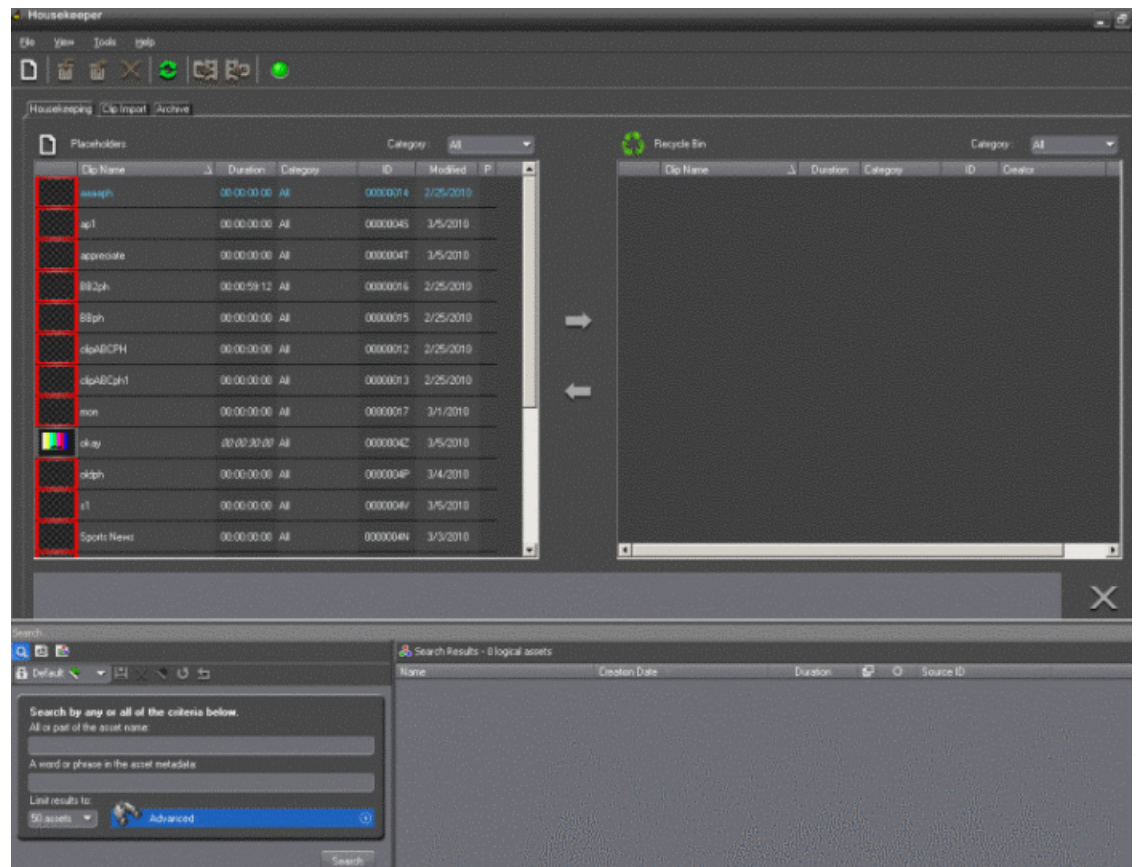 Housekeeper
File View Tools Help
Housekeeping Clip Import Archive
Placeholders Category: All
Clip Name Duration Category ID Modified P
00:00:00:00 All 00000014 2/25/2010
ap1 00:00:00:00 All 0000004S 3/5/2010
appreciate 00:00:00:00 All 0000004T 3/5/2010
BB2ph 00:00:59:12 All 00000016 2/25/2010
BBph 00:00:00:00 All 00000015 2/25/2010
clipABCPH 00:00:00:00 All 00000012 2/25/2010
clipABCph1 00:00:00:00 All 00000013 2/25/2010
mon 00:00:00:00 All 00000017 3/1/2010
okay 00:00:30:00 All 0000004Z 3/5/2010
oldph 00:00:00:00 All 0000004P 3/4/2010
s1 00:00:00:00 All 0000004V 3/5/2010
Sports News 00:00:00:00 All 0000004N 3/3/2010
Recycle Bin Category: All
Clip Name Duration Category ID Creator
Search
Default
Search by any or all of the criteria below.
All or part of the asset name:
A word or phrase in the asset metadata:
Limit results to:
50 assets Advanced
Search
Search Results - 0 logical assets
Name Creation Date Duration Source ID